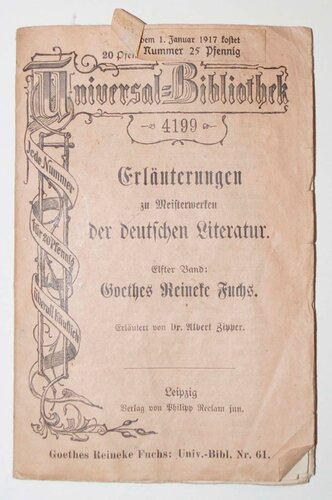 dem 1. Januar 1917 kostet
Nummer 25 Pfennig
20 Pfen
Universal-Bibliothek
4199
Jede Nummer
für 20 Pfennig
überall käuflich
Erläuterungen
zu Meisterwerken
der deutschen Literatur.
Elfter Band:
Goethes Reineke Fuchs.
Erläutert von Dr. Albert Zipper.
Leipzig
Verlag von Philipp Reclam jun.
Goethes Reineke Fuchs: Univ.-Bibl. Nr. 61.